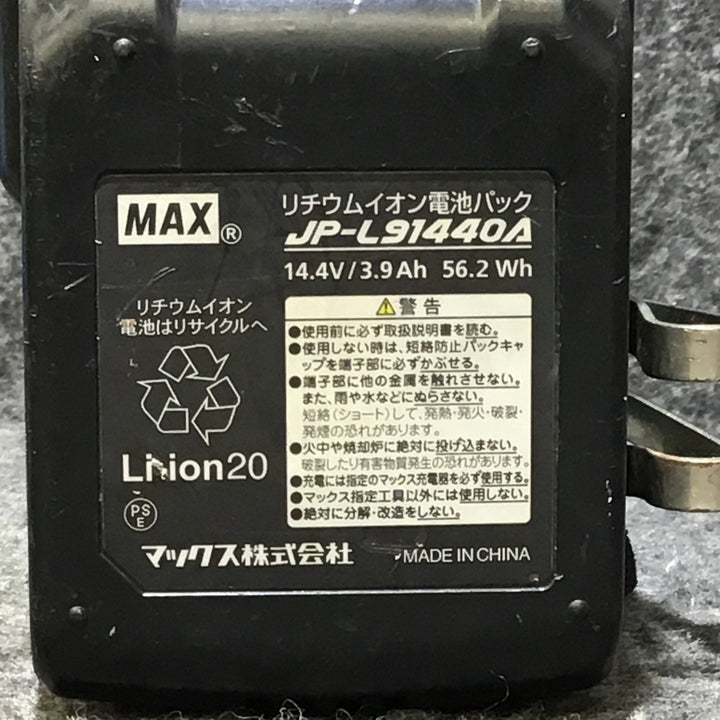 MAX®
リチウムイオン電池パック
JP-L91440A
14.4V/3.9Ah 56.2Wh
リチウムイオン
電池はリサイクルへ
Li-ion20
PS
E
⚠警告
●使用前に必ず取扱説明書を読む。
●使用しない時は、短絡防止パックキャ
ップを端子部に必ずかぶせる。
●端子部に他の金属を触れさせない。
また、雨や水などにぬらさない。
短絡(ショート)して、発熱・発火・破裂・
発煙の恐れがあります。
●火中や焼却炉に絶対に投げ込まない。
破裂したり有害物質発生の恐れがあります。
●充電には指定のマックス充電器を必ず使用する。
●マックス指定工具以外には使用しない。
●絶対に分解・改造をしない。
マックス株式会社
MADE IN CHINA